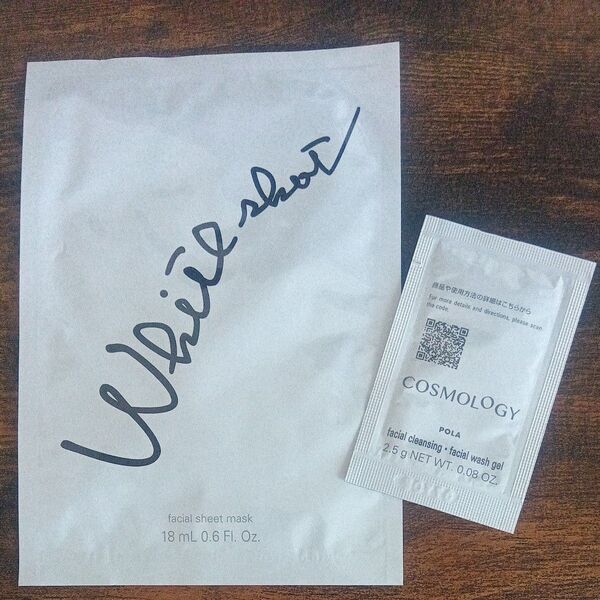 White shot
facial sheet mask
18 mL 0.6 Fl. Oz.
商品や使用方法の詳細はこちらから
For more details and directions, please scan
the code.
COSMOLOGY
POLA
facial cleansing・facial wash gel
2.5 g NET WT. 0.08 OZ.